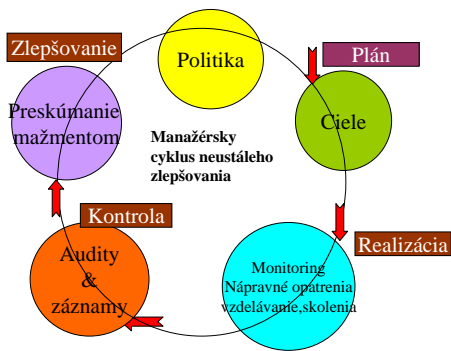 Zlepšovanie
Politika
Plán
Preskúmanie
mažmentom
Ciele
Manažérsky
cyklus neustáleho
zlepšovania
Kontrola
Realizácia
Audity
&
záznamy
Monitoring
Nápravné opatrenia
vzdelávanie,skolenia